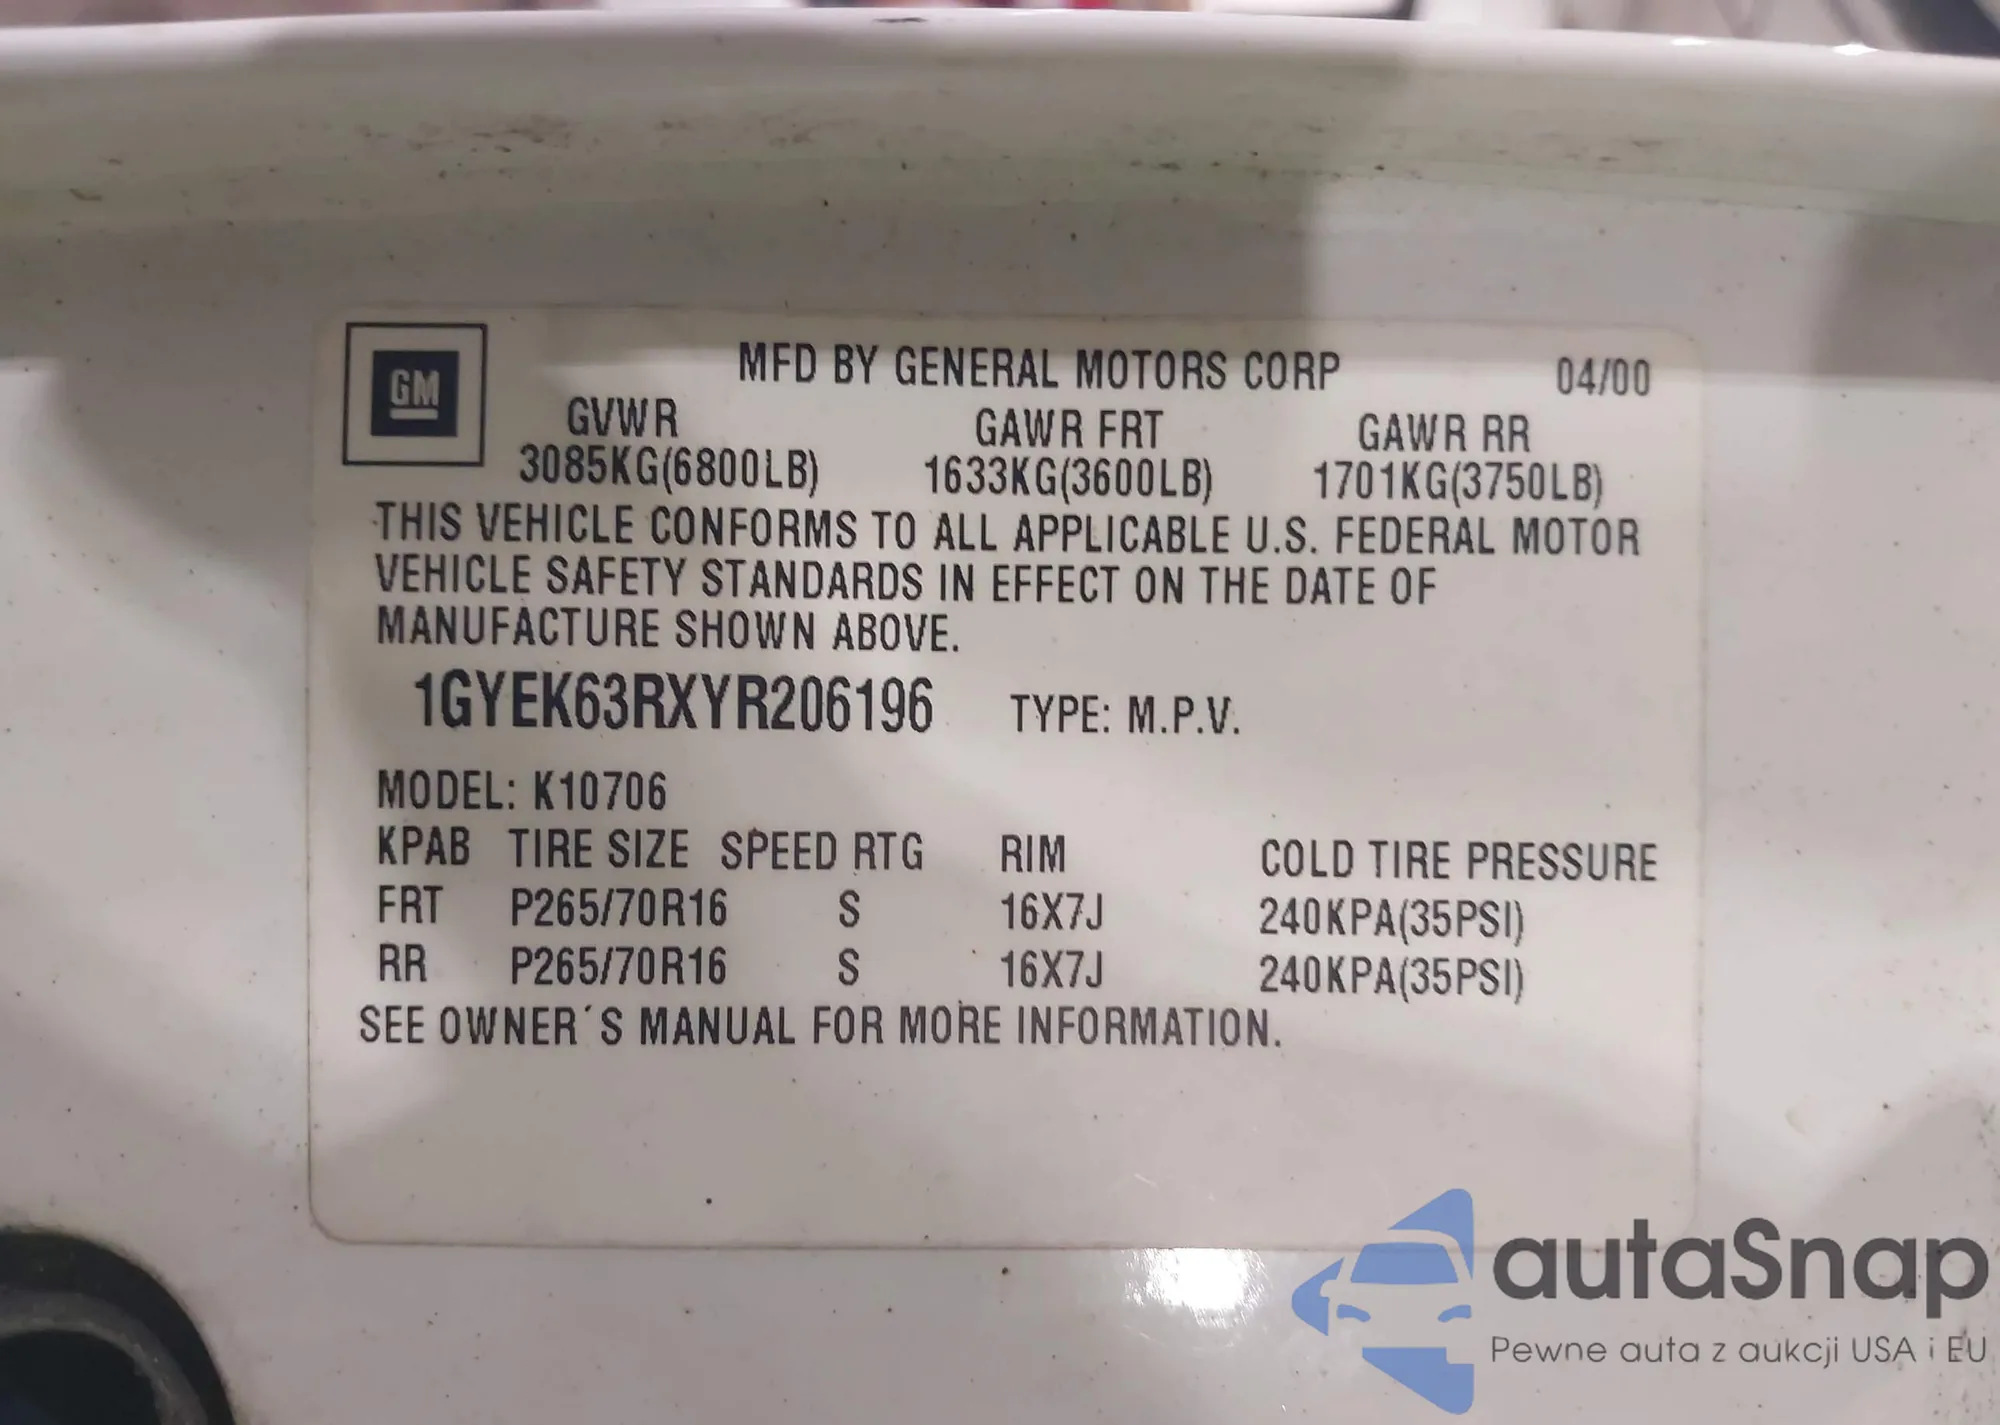 GM
MFD BY GENERAL MOTORS CORP 04/00
GVWR GAWR FRT GAWR RR
3085KG(6800LB) 1633KG(3600LB) 1701KG(3750LB)
THIS VEHICLE CONFORMS TO ALL APPLICABLE U.S. FEDERAL MOTOR
VEHICLE SAFETY STANDARDS IN EFFECT ON THE DATE OF
MANUFACTURE SHOWN ABOVE.
1GYEK63RXYR206196 TYPE: M.P.V.
MODEL: K10706
KPAB TIRE SIZE SPEED RTG RIM COLD TIRE PRESSURE
FRT P265/70R16 S 16X7J 240KPA(35PSI)
RR P265/70R16 S 16X7J 240KPA(35PSI)
SEE OWNER´S MANUAL FOR MORE INFORMATION.
autaSnap
Pewne auta z aukcji USA i EU